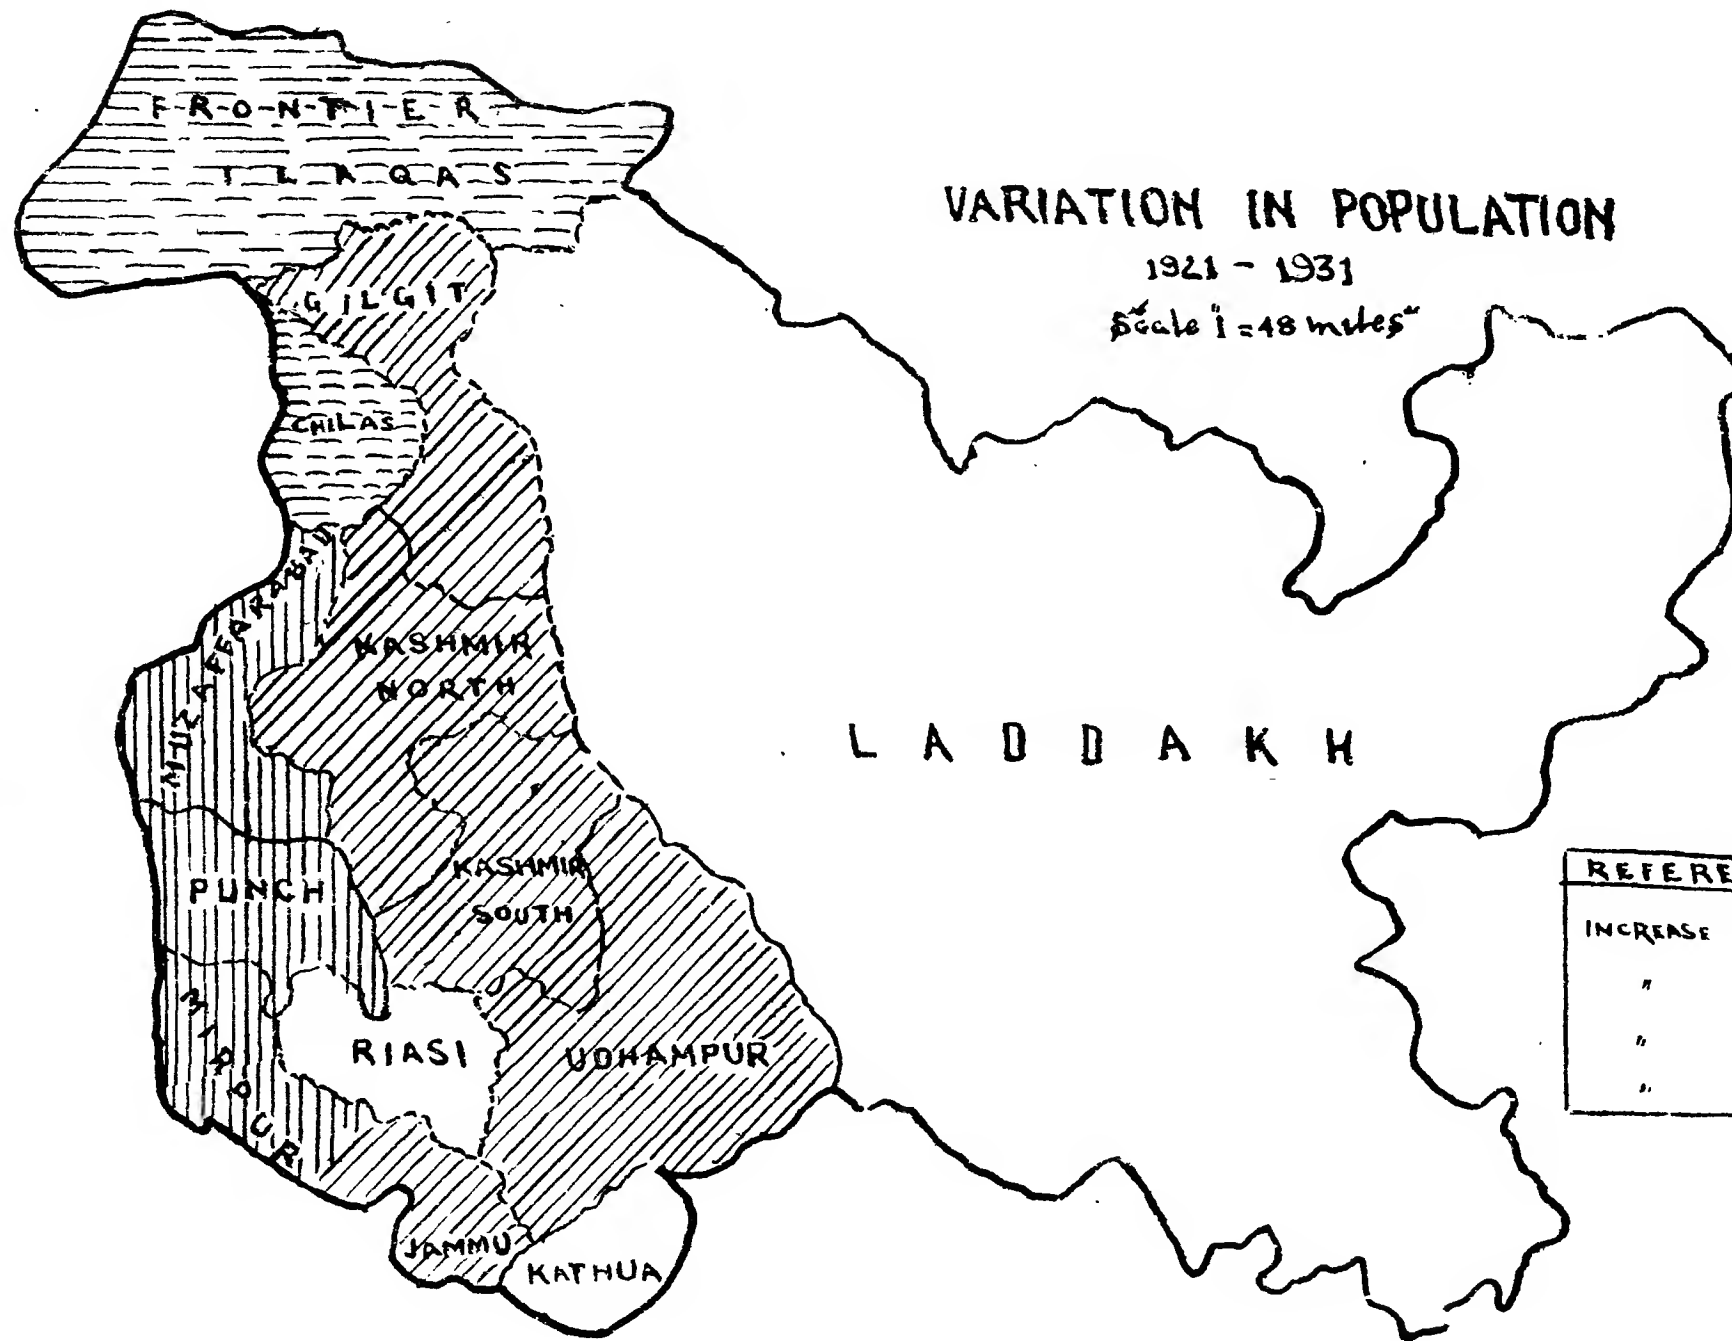 FRONTIER
ILAQAS
VARIATION IN POPULATION
1921 - 1931
Scale 1" = 48 miles"
GILGIT
CHILAS
MUZAFFARABAD
KASHMIR
NORTH
LADDAKH
PUNCH
KASHMIR
SOUTH
REFERE
INCREASE
"
"
"
MIRPUR
RIASI
UDHAMPUR
JAMMU
KATHUA